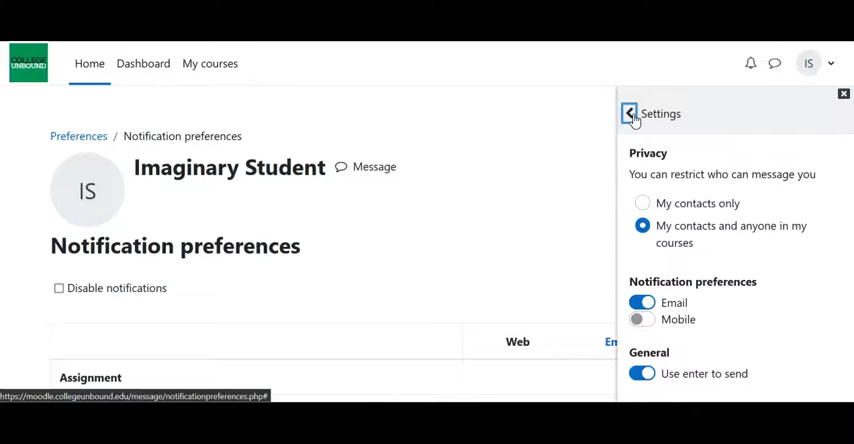 COLLEGE
UNBOUND
Home Dashboard My courses
IS
Settings
Preferences / Notification preferences
IS
Imaginary Student Message
Notification preferences
Disable notifications
Web Em
Assignment
Privacy
You can restrict who can message you
My contacts only
My contacts and anyone in my
courses
Notification preferences
Email
Mobile
General
Use enter to send
https://moodle.collegeunbound.edu/message/notificationpreferences.php#